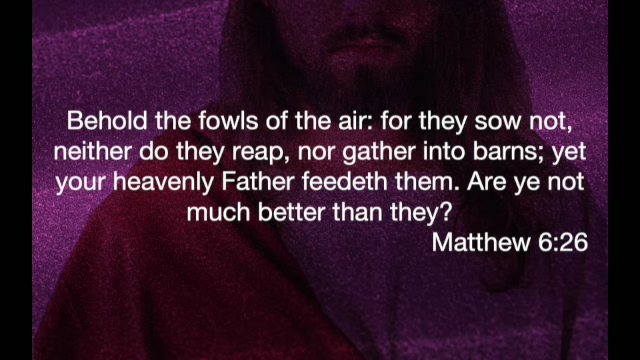 Behold the fowls of the air: for they sow not,
neither do they reap, nor gather into barns; yet
your heavenly Father feedeth them. Are ye not
much better than they?
Matthew 6:26